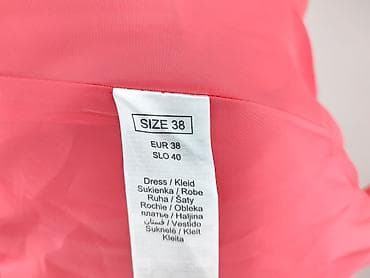 SIZE 38
EUR 38
SLO 40
Dress / Kleid
Sukienka / Robe
Ruha / Šaty
Rochie / Obleka
платье / Haljina
فستان / Vestido
Suknelė / Kleit
Kleita